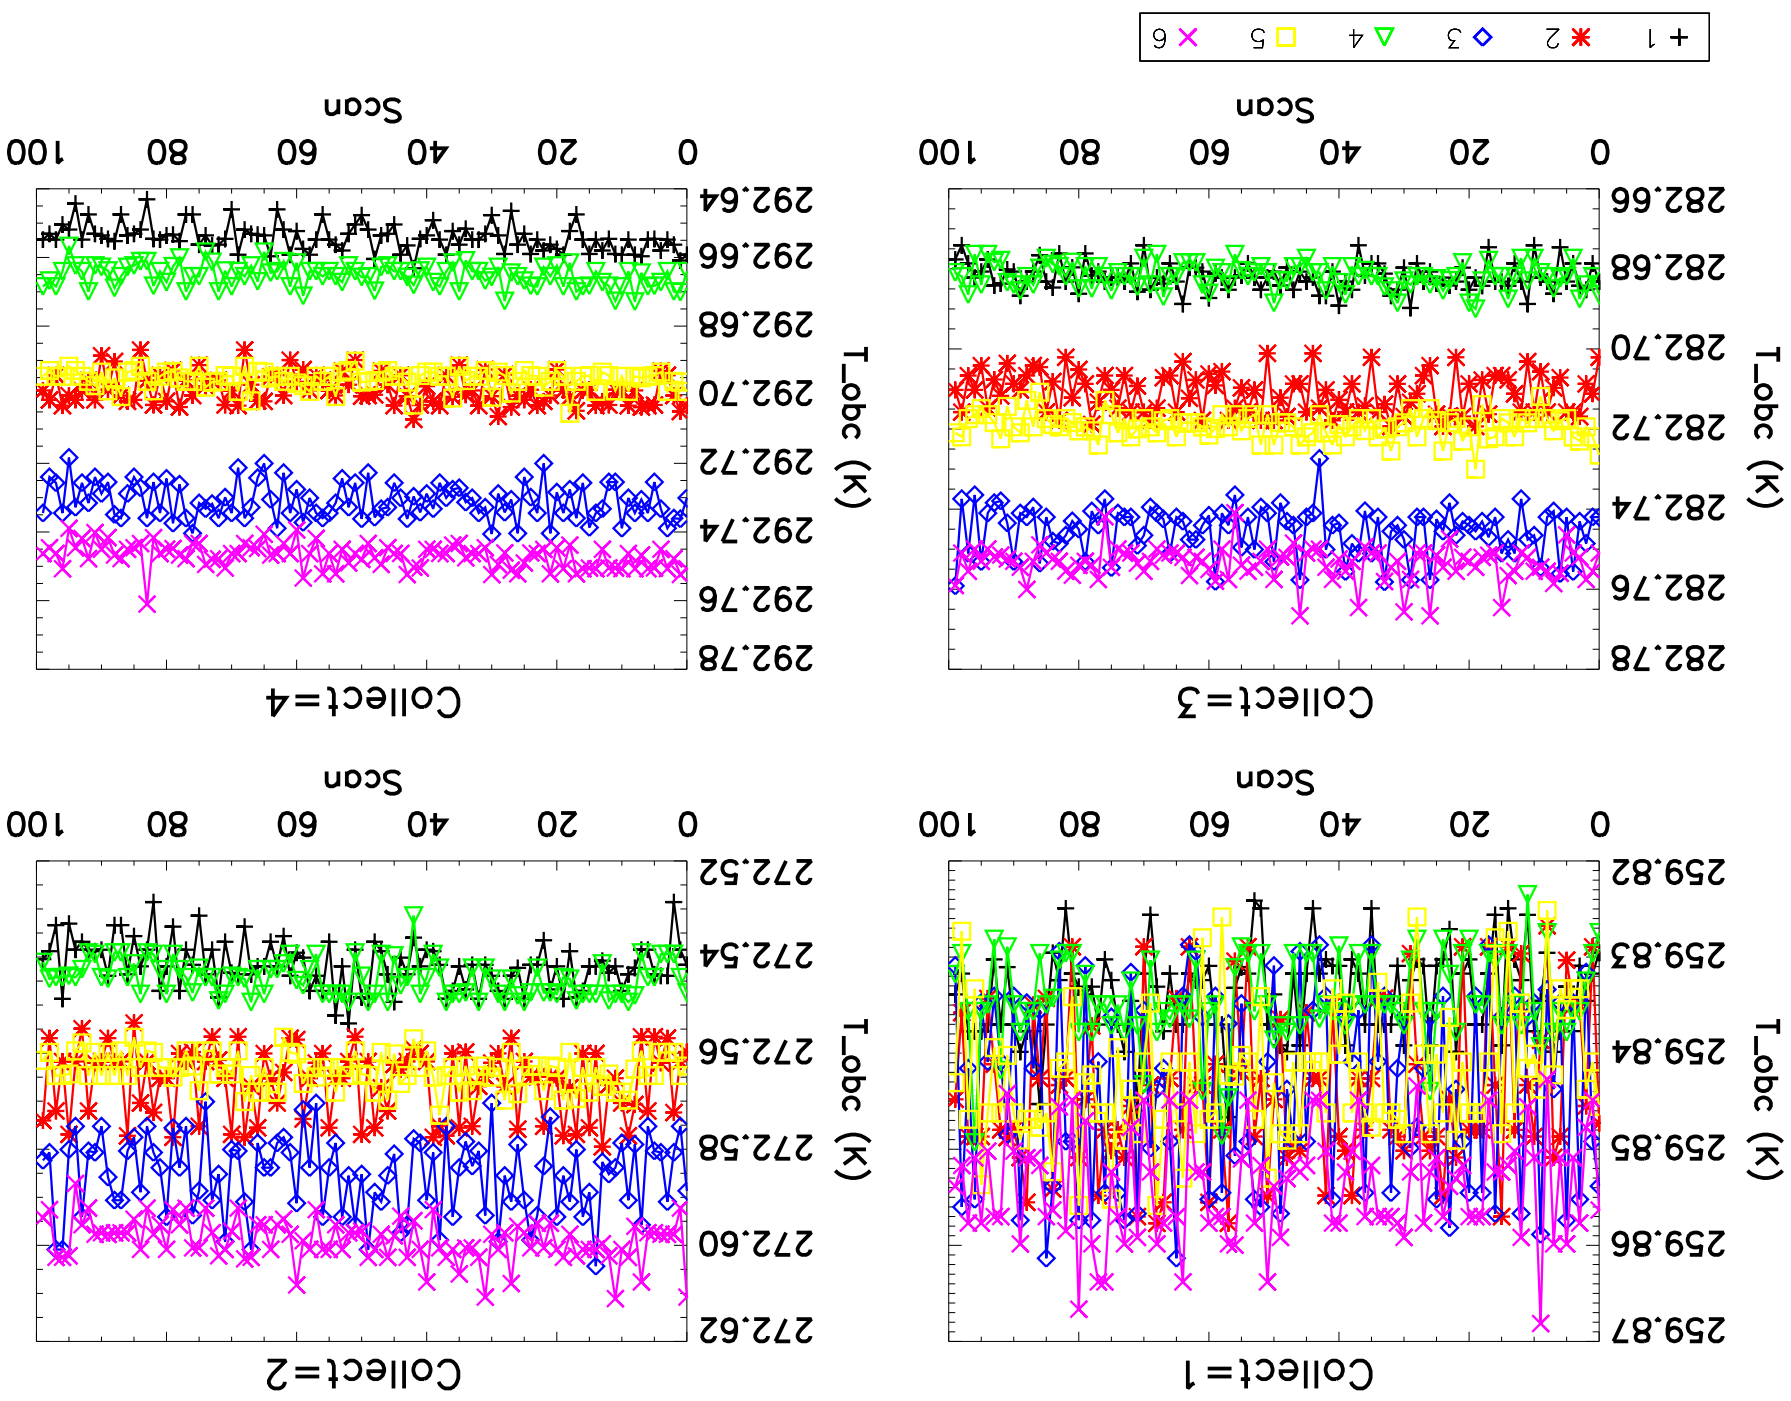 Collect=1
T_obc (K)
259.87
259.86
259.85
259.84
259.83
259.82
0 20 40 60 80 100
Scan
Collect=2
T_obc (K)
272.62
272.60
272.58
272.56
272.54
272.52
0 20 40 60 80 100
Scan
Collect=3
T_obc (K)
282.78
282.76
282.74
282.72
282.70
282.68
282.66
0 20 40 60 80 100
Scan
Collect=4
T_obc (K)
292.78
292.76
292.74
292.72
292.70
292.68
292.66
292.64
0 20 40 60 80 100
Scan
1 2 3 4 5 6